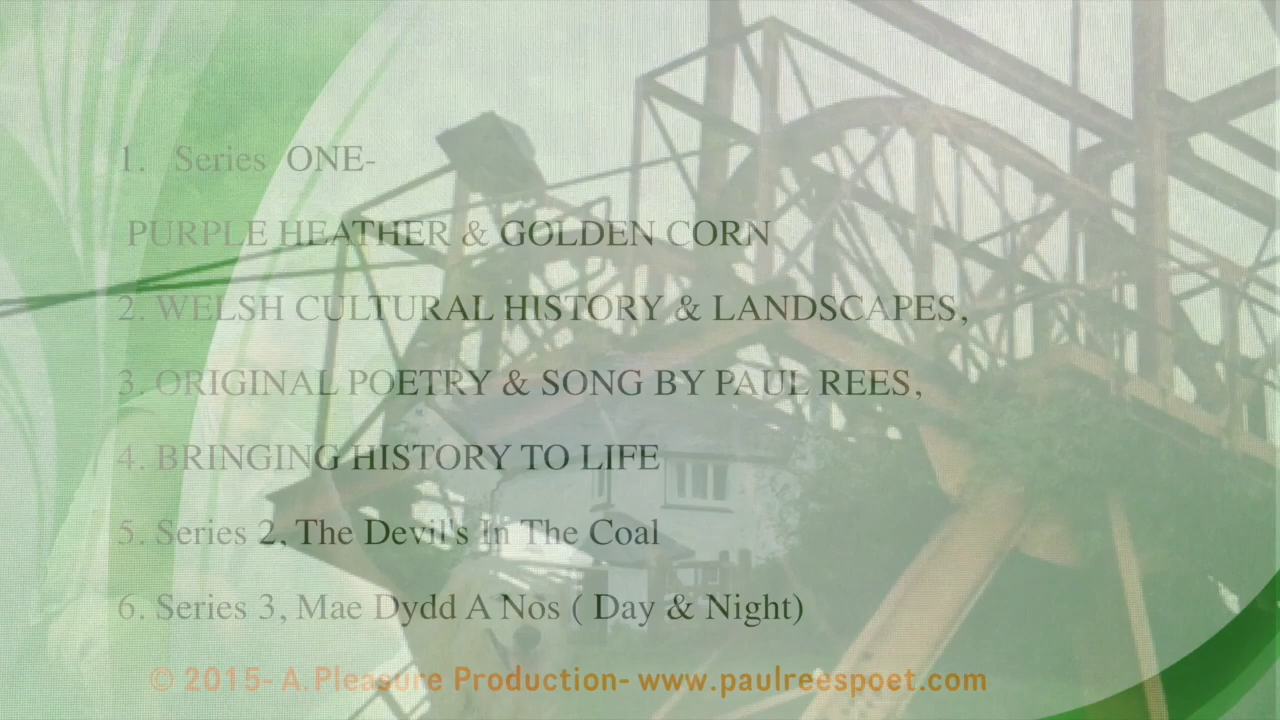 1. Series ONE-
PURPLE HEATHER & GOLDEN CORN
2. WELSH CULTURAL HISTORY & LANDSCAPES,
3. ORIGINAL POETRY & SONG BY PAUL REES,
4. BRINGING HISTORY TO LIFE
5. Series 2, The Devil's In The Coal
6. Series 3, Mae Dydd A Nos ( Day & Night)
© 2015- A.Pleasure Production- www.paulreespoet.com